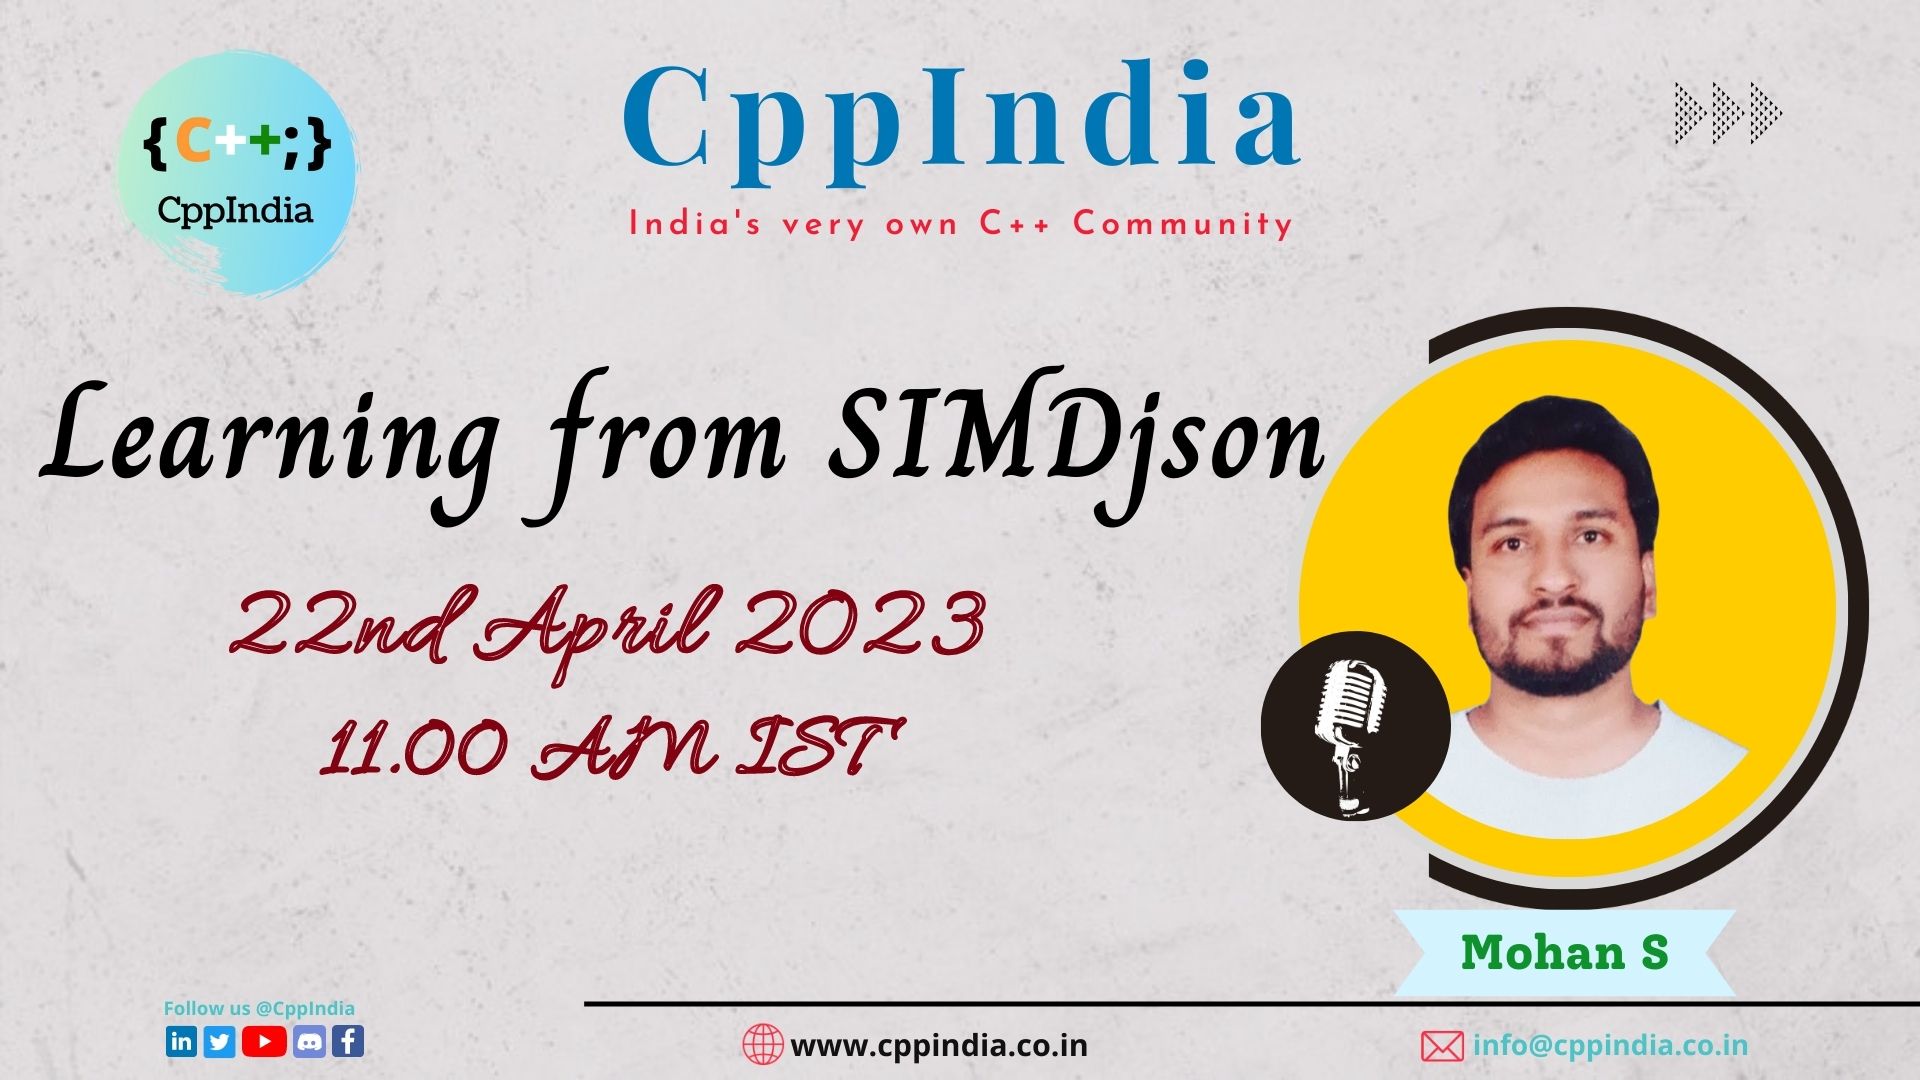 {C++;}
CppIndia
CppIndia
India's very own C++ Community
Learning from SIMDjson
22nd April 2023
11.00 AM IST
Mohan S
Follow us @CppIndia
in
f
www.cppindia.co.in
info@cppindia.co.in